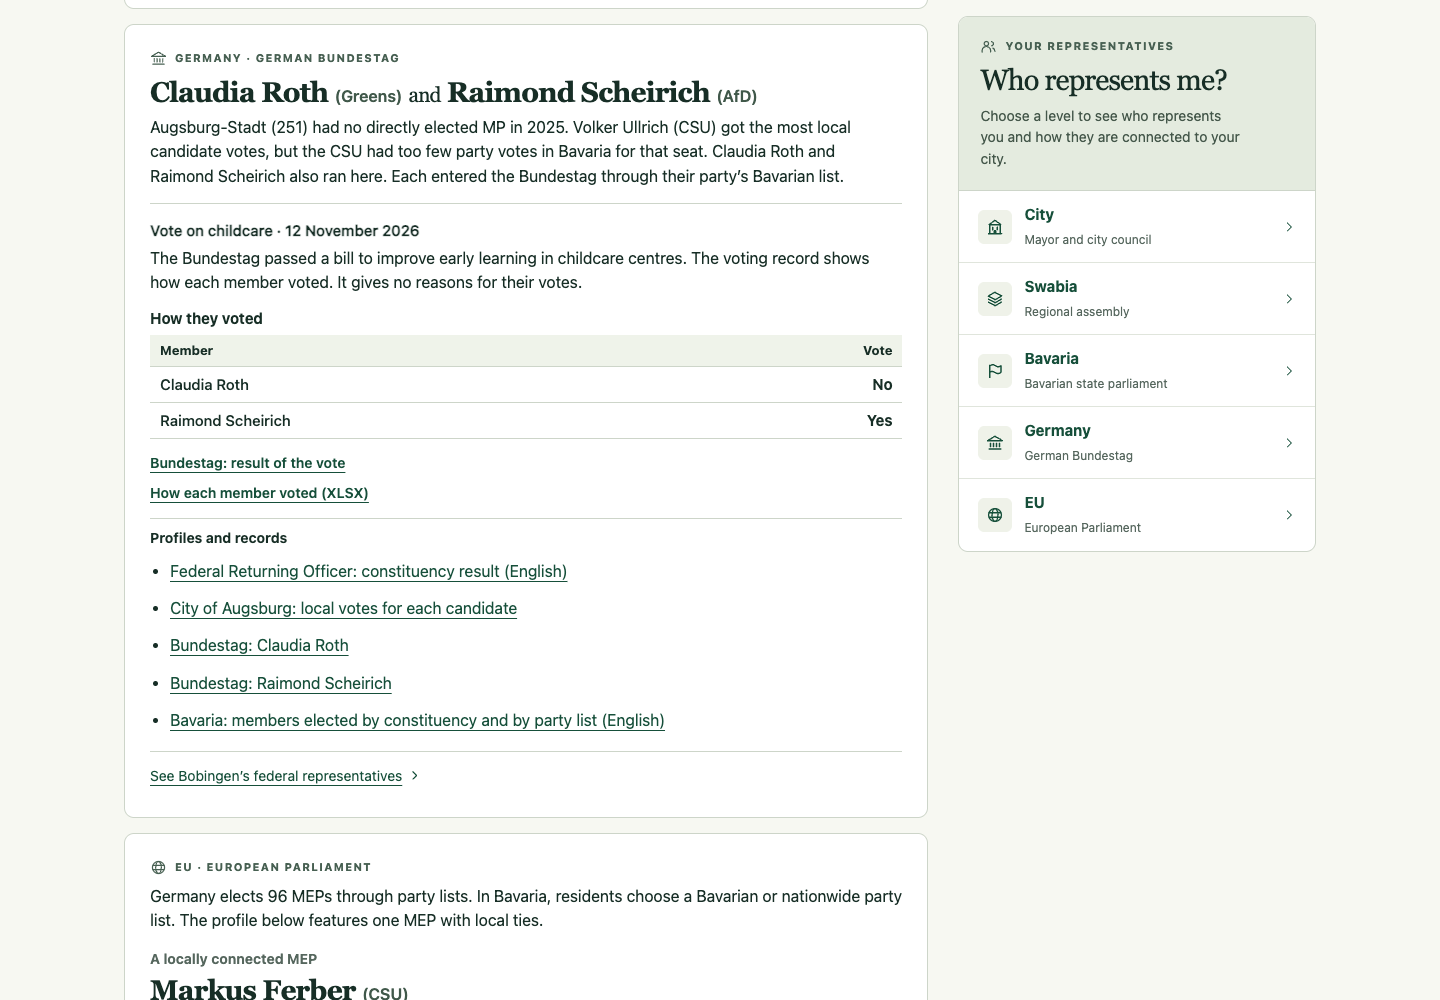 GERMANY · GERMAN BUNDESTAG
Claudia Roth (Greens) and Raimond Scheirich (AfD)
Augsburg-Stadt (251) had no directly elected MP in 2025. Volker Ullrich (CSU) got the most local
candidate votes, but the CSU had too few party votes in Bavaria for that seat. Claudia Roth and
Raimond Scheirich also ran here. Each entered the Bundestag through their party’s Bavarian list.
Vote on childcare · 12 November 2026
The Bundestag passed a bill to improve early learning in childcare centres. The voting record shows
how each member voted. It gives no reasons for their votes.
How they voted
Member Vote
Claudia Roth No
Raimond Scheirich Yes
Bundestag: result of the vote
How each member voted (XLSX)
Profiles and records
• Federal Returning Officer: constituency result (English)
• City of Augsburg: local votes for each candidate
• Bundestag: Claudia Roth
• Bundestag: Raimond Scheirich
• Bavaria: members elected by constituency and by party list (English)
See Bobingen’s federal representatives
EU · EUROPEAN PARLIAMENT
Germany elects 96 MEPs through party lists. In Bavaria, residents choose a Bavarian or nationwide party
list. The profile below features one MEP with local ties.
A locally connected MEP
Markus Ferber (CSU)
YOUR REPRESENTATIVES
Who represents me?
Choose a level to see who represents
you and how they are connected to your
city.
City
Mayor and city council
Swabia
Regional assembly
Bavaria
Bavarian state parliament
Germany
German Bundestag
EU
European Parliament